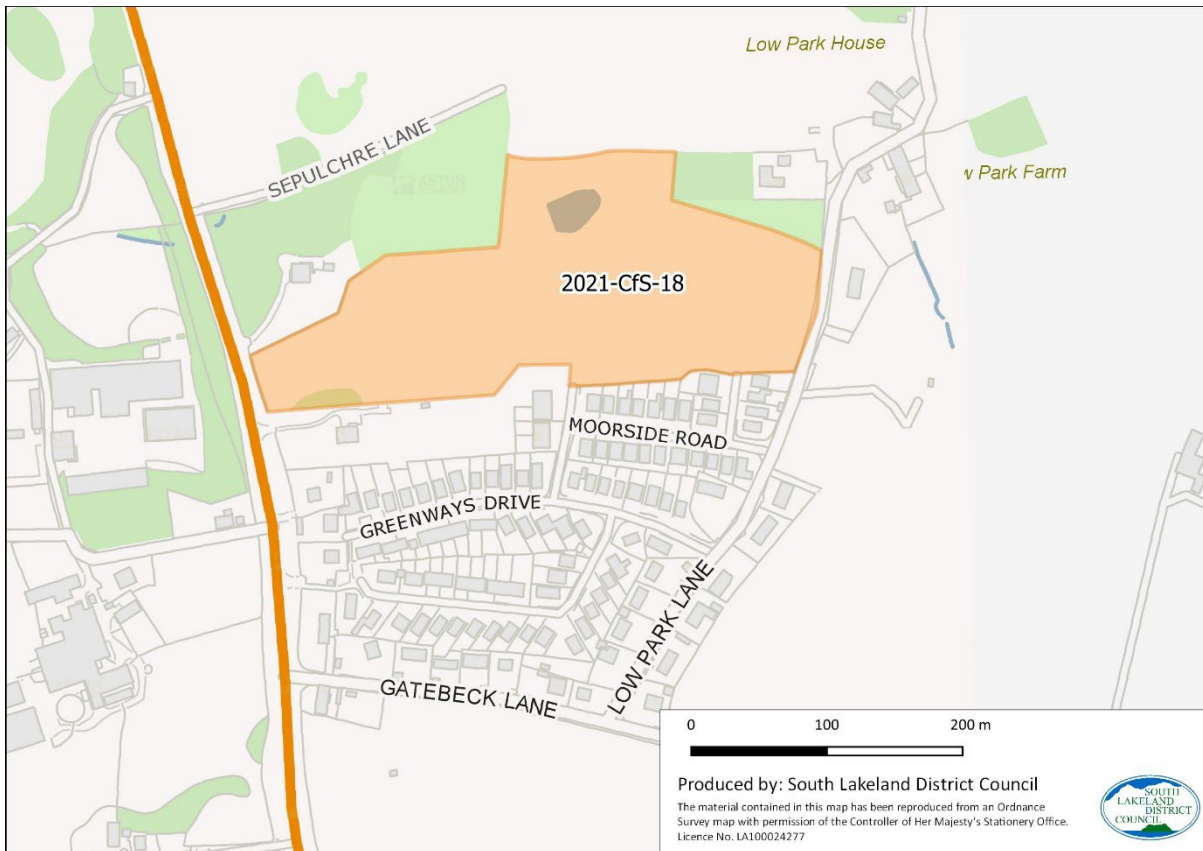 Low Park House
SEPULCHRE LANE
w Park Farm
ASTUN
2021-CfS-18
MOORSIDE ROAD
GREENWAYS DRIVE
LOW PARK LANE
GATEBECK LANE
0 100 200 m
Produced by: South Lakeland District Council
The material contained in this map has been reproduced from an Ordnance
Survey map with permission of the Controller of Her Majesty's Stationery Office.
Licence No. LA100024277
SOUTH
LAKELAND
DISTRICT
COUNCIL